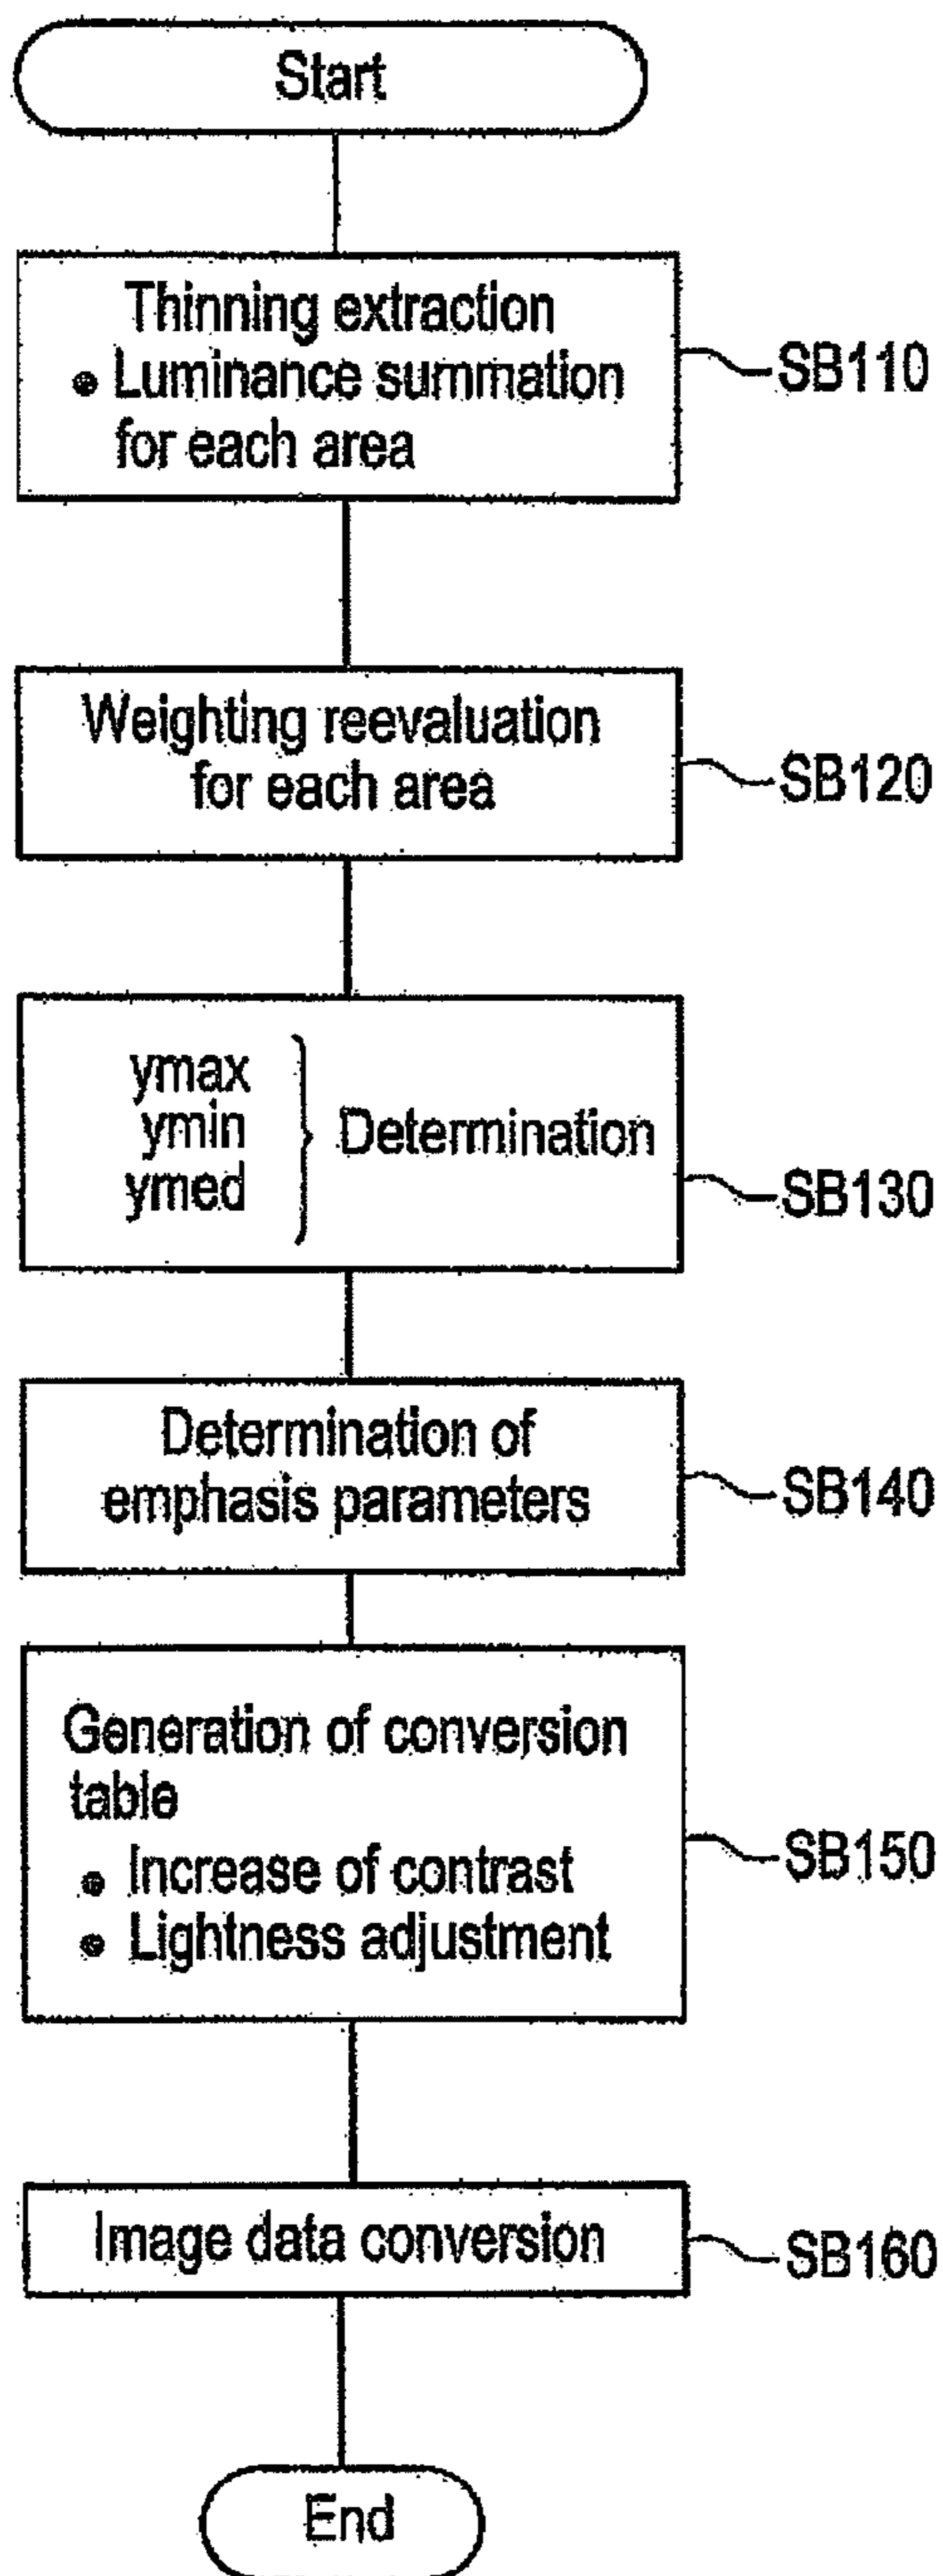 Start
Thinning extraction
• Luminance summation
for each area
SB110
Weighting reevaluation
for each area
SB120
ymax
ymin
ymed
Determination
SB130
Determination of
emphasis parameters
SB140
Generation of conversion
table
• Increase of contrast
• Lightness adjustment
SB150
Image data conversion
SB160
End